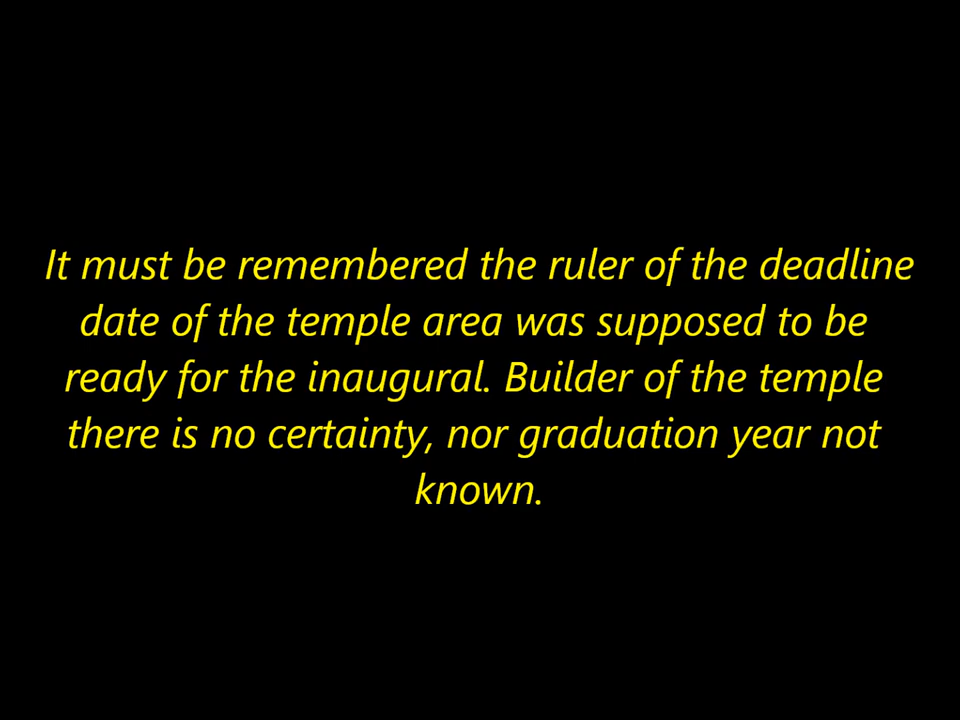 It must be remembered the ruler of the deadline
date of the temple area was supposed to be
ready for the inaugural. Builder of the temple
there is no certainty, nor graduation year not
known.